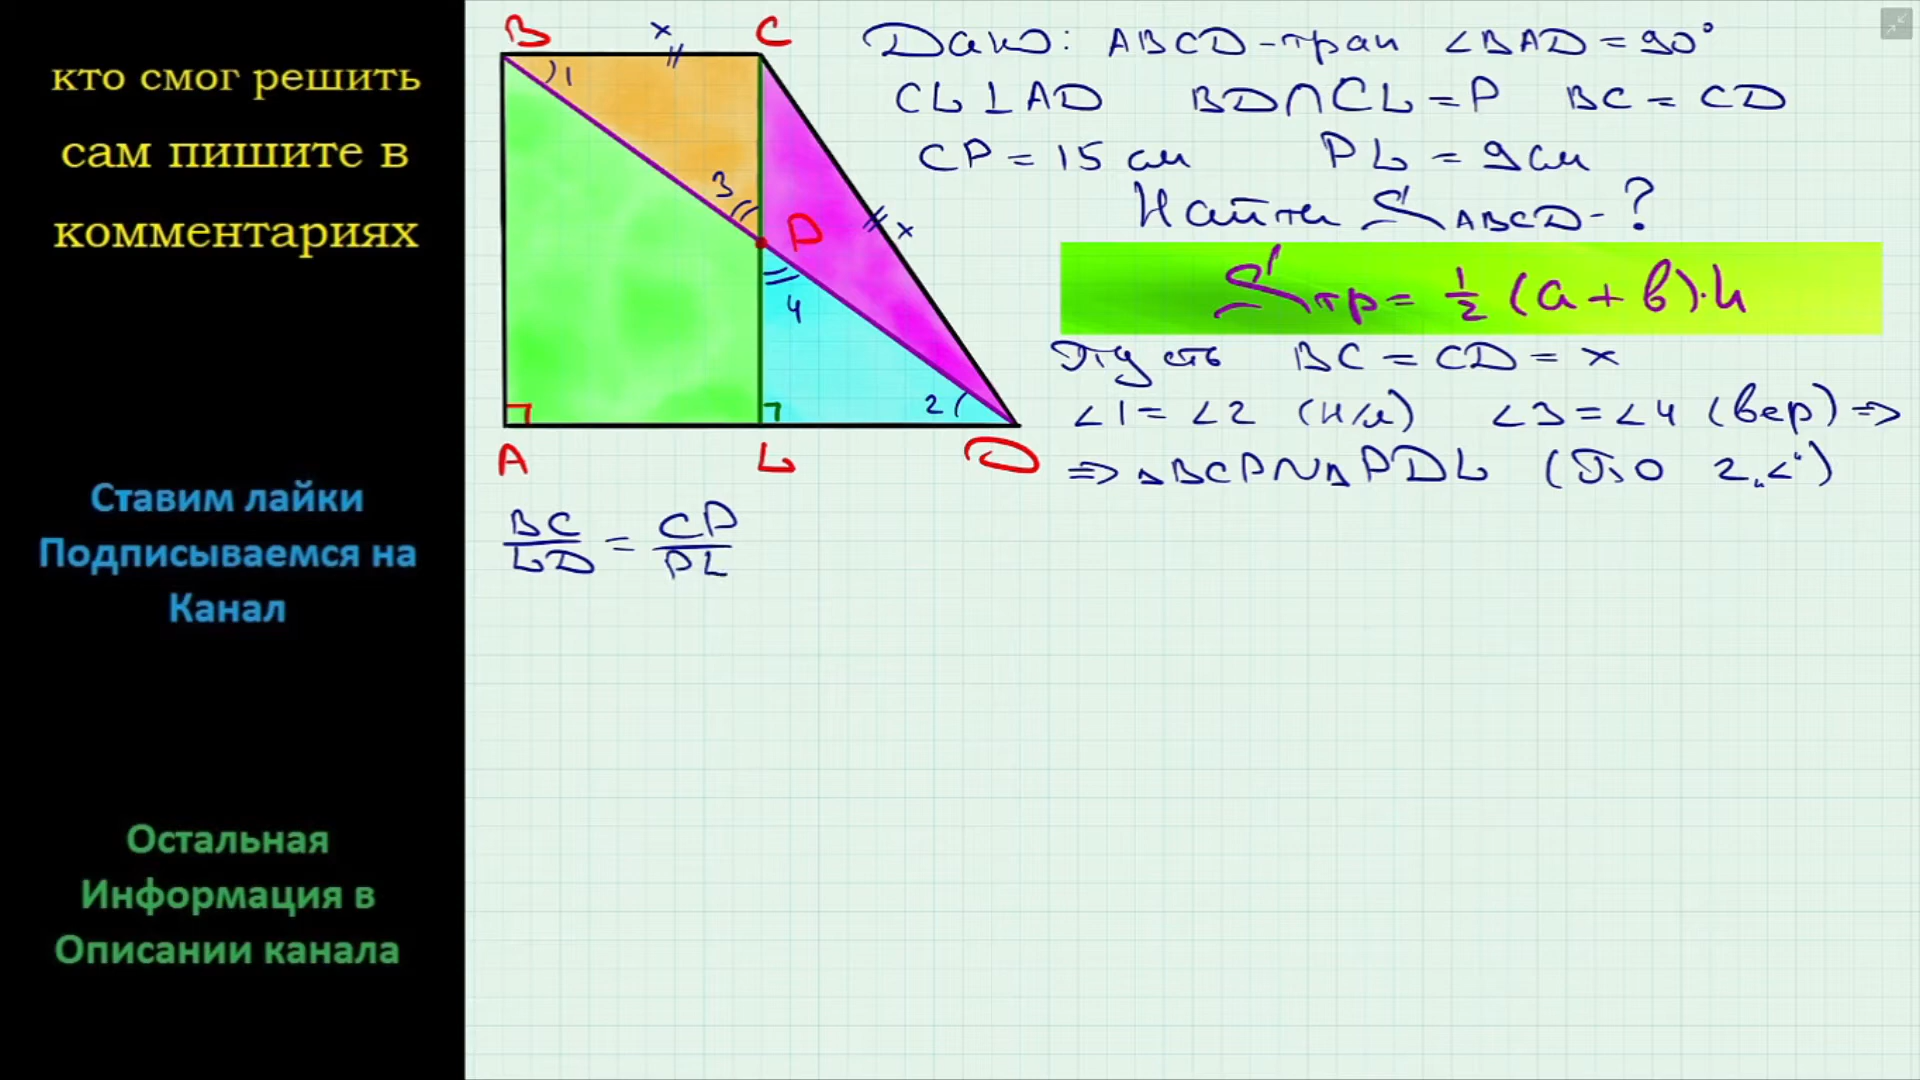 кто смог решить
сам пишите в
комментариях
Ставим лайки
Подписываемся на
Канал
Остальная
Информация в
Описании канала
B x C
1
3
P
x
4
2
A L D
Дано: ABCD-трап ∠BAD = 90°
CL ⊥ AD BD ∩ CL = P BC = CD
CP = 15 см PL = 9 см
Найти S ABCD - ?
Sтр = 1/2 (a + b) · h
Пусть BC = CD = x
∠1 = ∠2 (н/л) ∠3 = ∠4 (вер) =>
=> △BCP ~ △PDL (По 2„∠“)
BC/LD = CP/PL